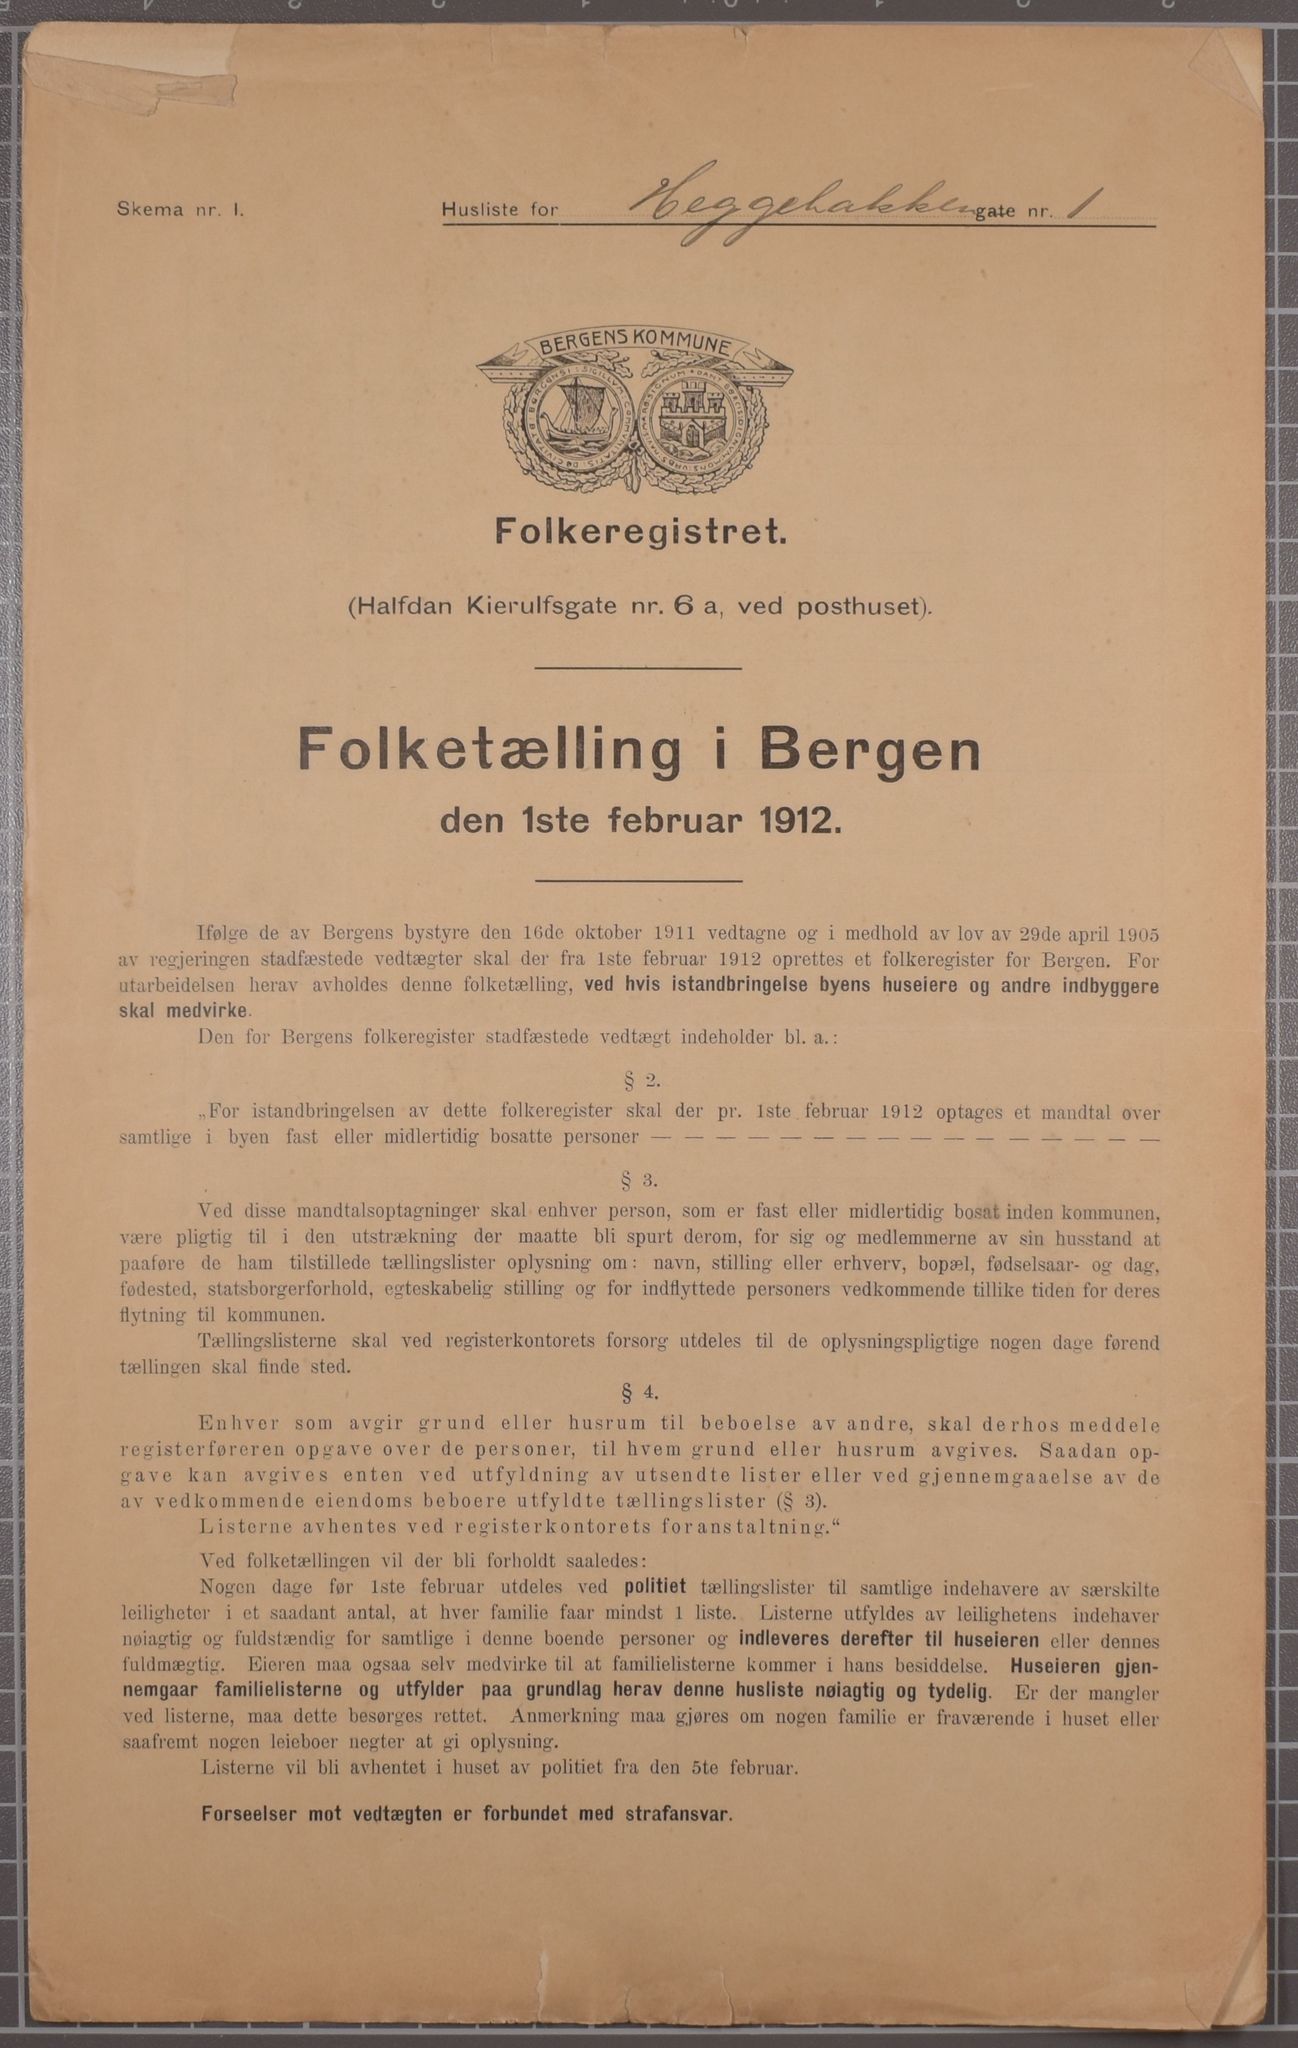 Skema nr. 1.
Husliste for Heggebakken gate nr. 1
BERGENS KOMMUNE
Folkeregistret.
(Halfdan Kierulfsgate nr. 6 a, ved posthuset).
Folketælling i Bergen
den 1ste februar 1912.
Ifølge de av Bergens bystyre den 16de oktober 1911 vedtagne og i medhold av lov av 29de april 1905
av regjeringen stadfæstede vedtægter skal der fra 1ste februar 1912 oprettes et folkeregister for Bergen. For
utarbeidelsen herav avholdes denne folketælling, ved hvis istandbringelse byens huseiere og andre indbyggere
skal medvirke.
Den for Bergens folkeregister stadfæstede vedtægt indeholder bl. a.:
§ 2.
„For istandbringelsen av dette folkeregister skal der pr. 1ste februar 1912 optages et mandtal over
samtlige i byen fast eller midlertidig bosatte personer — — — — — — — — — — — — — — — —
§ 3.
Ved disse mandtalsoptagninger skal enhver person, som er fast eller midlertidig bosat inden kommunen,
være pligtig til i den utstrækning der maatte bli spurt derom, for sig og medlemmerne av sin husstand at
paaføre de ham tilstillede tællingslister oplysning om: navn, stilling eller erhverv, bopæl, fødselsaar- og dag,
fødested, statsborgerforhold, egteskabelig stilling og for indflyttede personers vedkommende tillike tiden for deres
flytning til kommunen.
Tællingslisterne skal ved registerkontorets forsorg utdeles til de oplysningspligtige nogen dage førend
tællingen skal finde sted.
§ 4.
Enhver som avgir grund eller husrum til beboelse av andre, skal derhos meddele
registerføreren opgave over de personer, til hvem grund eller husrum avgives. Saadan op-
gave kan avgives enten ved utfyldning av utsendte lister eller ved gjennemgaaelse av de
av vedkommende eiendoms beboere utfyldte tællingslister (§ 3).
Listerne avhentes ved registerkontorets foranstaltning.“
Ved folketællingen vil der bli forholdt saaledes:
Nogen dage før 1ste februar utdeles ved politiet tællingslister til samtlige indehavere av særskilte
leiligheter i et saadant antal, at hver familie faar mindst 1 liste. Listerne utfyldes av leilighetens indehaver
nøiagtig og fuldstændig for samtlige i denne boende personer og indleveres derefter til huseieren eller dennes
fuldmægtig. Eieren maa ogsaa selv medvirke til at familielisterne kommer i hans besiddelse. Huseieren gjen-
nemgaar familielisterne og utfylder paa grundlag herav denne husliste nøiagtig og tydelig. Er der mangler
ved listerne, maa dette besørges rettet. Anmerkning maa gjøres om nogen familie er fraværende i huset eller
saafremt nogen leieboer negter at gi oplysning.
Listerne vil bli avhentet i huset av politiet fra den 5te februar.
Forseelser mot vedtægten er forbundet med strafansvar.